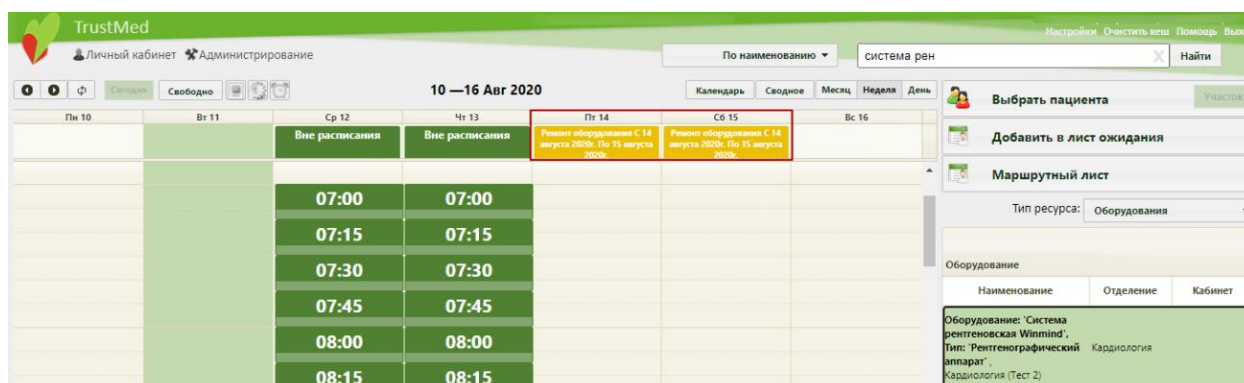 TrustMed
Настройки Очистить кеш Помощь Вых
Личный кабинет Администрирование
По наименованию
система рен
Найти
Сегодня Свободно
10 —16 Авг 2020
Календарь Сводное Месяц Неделя День
Выбрать пациента
Участок
Пн 10 Вт 11 Ср 12 Чт 13 Пт 14 Сб 15 Вс 16
Вне расписания Вне расписания
Ремонт оборудования С 14
августа 2020г. По 15 августа
2020г.
Ремонт оборудования С 14
августа 2020г. По 15 августа
2020г.
Добавить в лист ожидания
Маршрутный лист
07:00 07:00
07:15 07:15
07:30 07:30
07:45 07:45
08:00 08:00
08:15 08:15
Тип ресурса: Оборудования
Оборудование
Наименование Отделение Кабинет
Оборудование: 'Система
рентгеновская Winmind',
Тип: 'Рентгенографический
аппарат' ,
Кардиология (Тест 2)
Кардиология